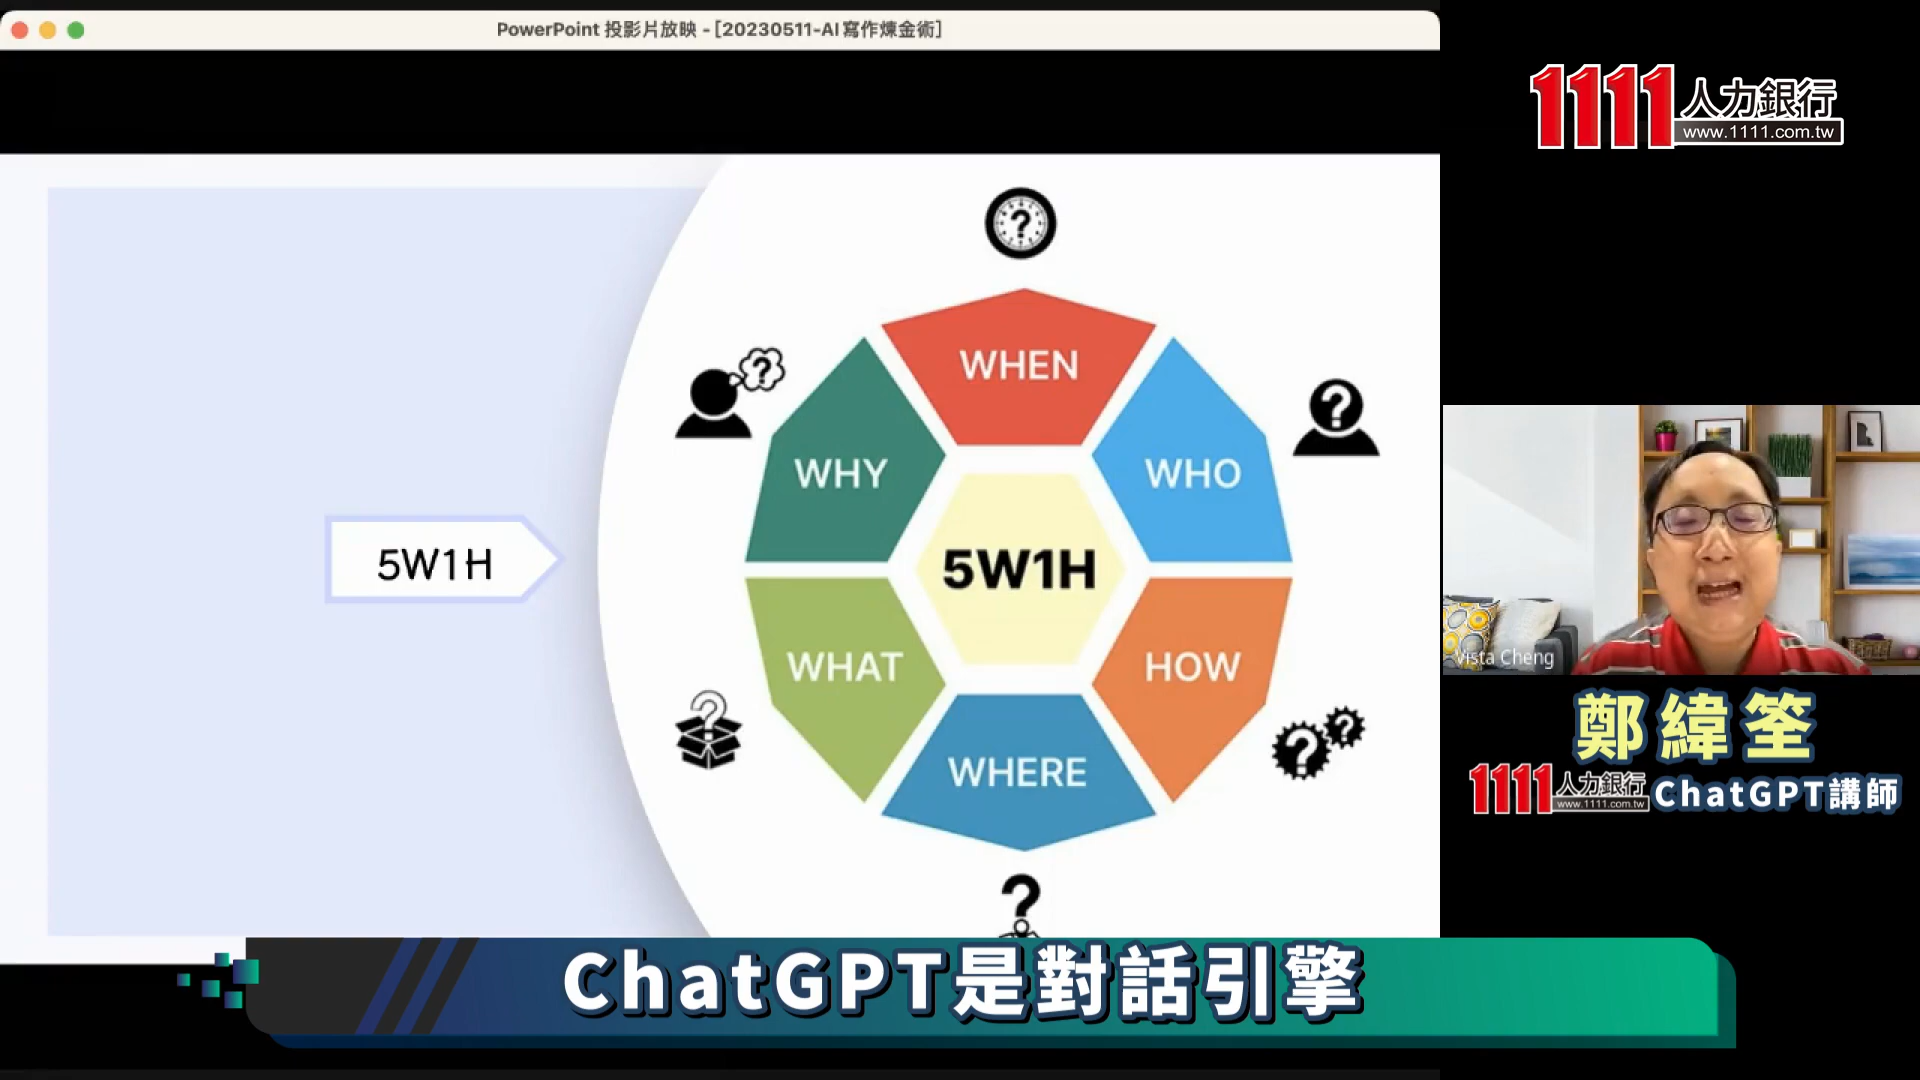 PowerPoint 投影片放映 - [20230511-AI寫作煉金術]
1111人力銀行
www.1111.com.tw
WHEN
WHY
WHO
5W1H
5W1H
WHAT
HOW
WHERE
Vista Cheng
鄭緯筌
1111人力銀行 ChatGPT講師
www.1111.com.tw
ChatGPT是對話引擎